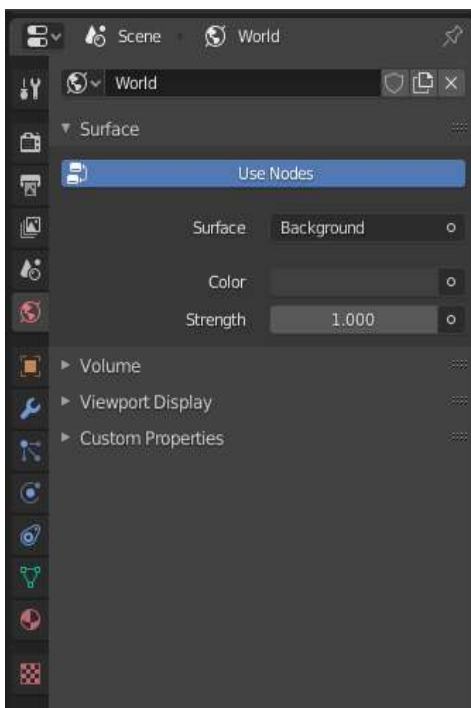 Scene World
World
Surface
Use Nodes
Surface Background
Color
Strength 1.000
Volume
Viewport Display
Custom Properties